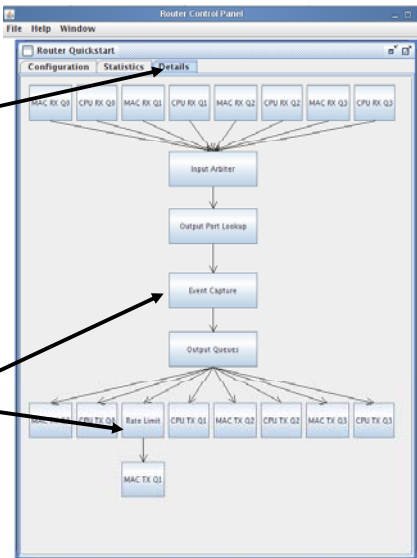 Router Control Panel
File Help Window
Router Quickstart
Configuration Statistics Details
MAC RX Q0 CPU RX Q0 MAC RX Q1 CPU RX Q1 MAC RX Q2 CPU RX Q2 MAC RX Q3 CPU RX Q3
Input Arbiter
Output Port Lookup
Event Capture
Output Queues
MAC TX CPU TX Rate Limit CPU TX Q1 MAC TX Q2 CPU TX Q2 MAC TX Q3 CPU TX Q3
MAC TX Q1